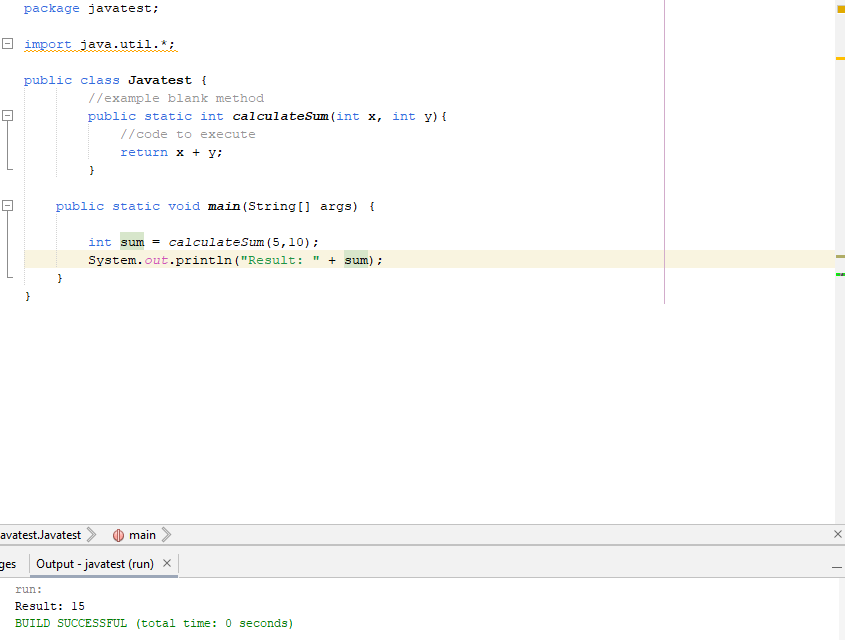 package javatest;
import java.util.*;
public class Javatest {
//example blank method
public static int calculateSum(int x, int y){
//code to execute
return x + y;
}
public static void main(String[] args) {
int sum = calculateSum(5,10);
System.out.println("Result: " + sum);
}
}
avatest.Javatest main
ges Output - javatest (run)
run:
Result: 15
BUILD SUCCESSFUL (total time: 0 seconds)